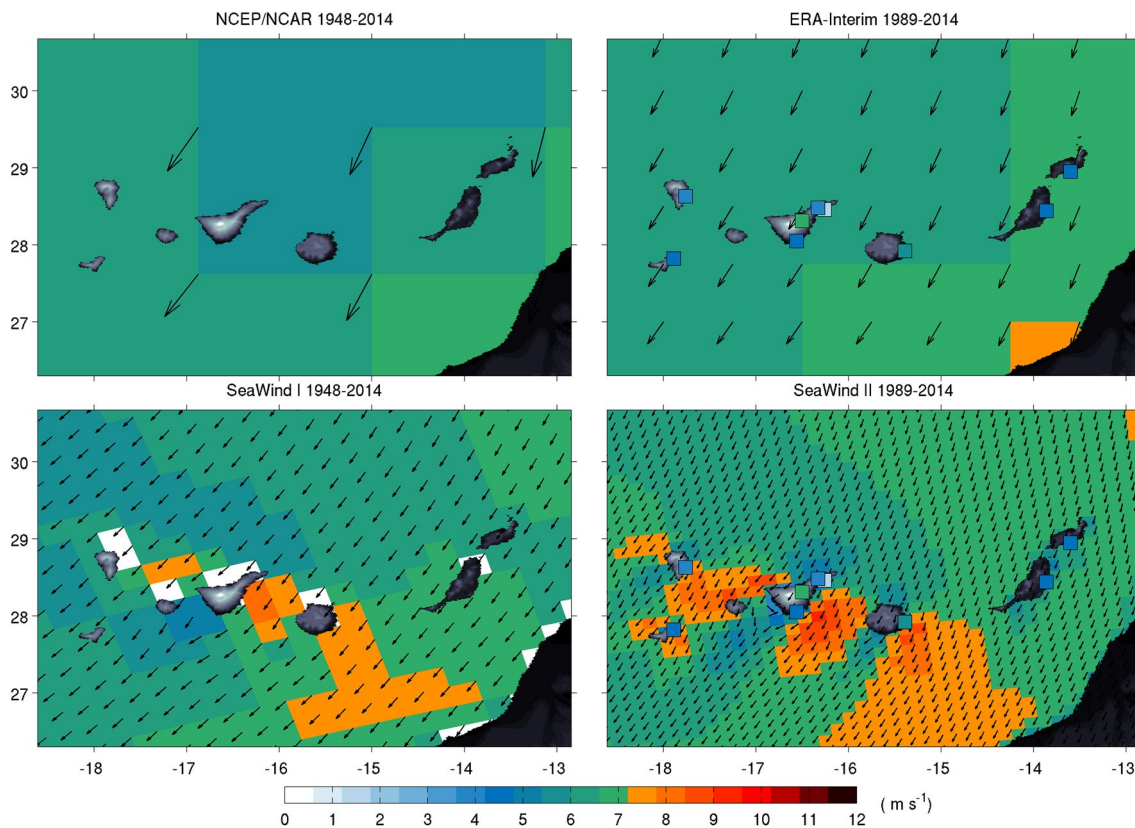 NCEP/NCAR 1948-2014
ERA-Interim 1989-2014
30
29
28
27
SeaWind I 1948-2014
SeaWind II 1989-2014
30
29
28
27
-18 -17 -16 -15 -14 -13
-18 -17 -16 -15 -14 -13
0 1 2 3 4 5 6 7 8 9 10 11 12
( m s⁻¹)